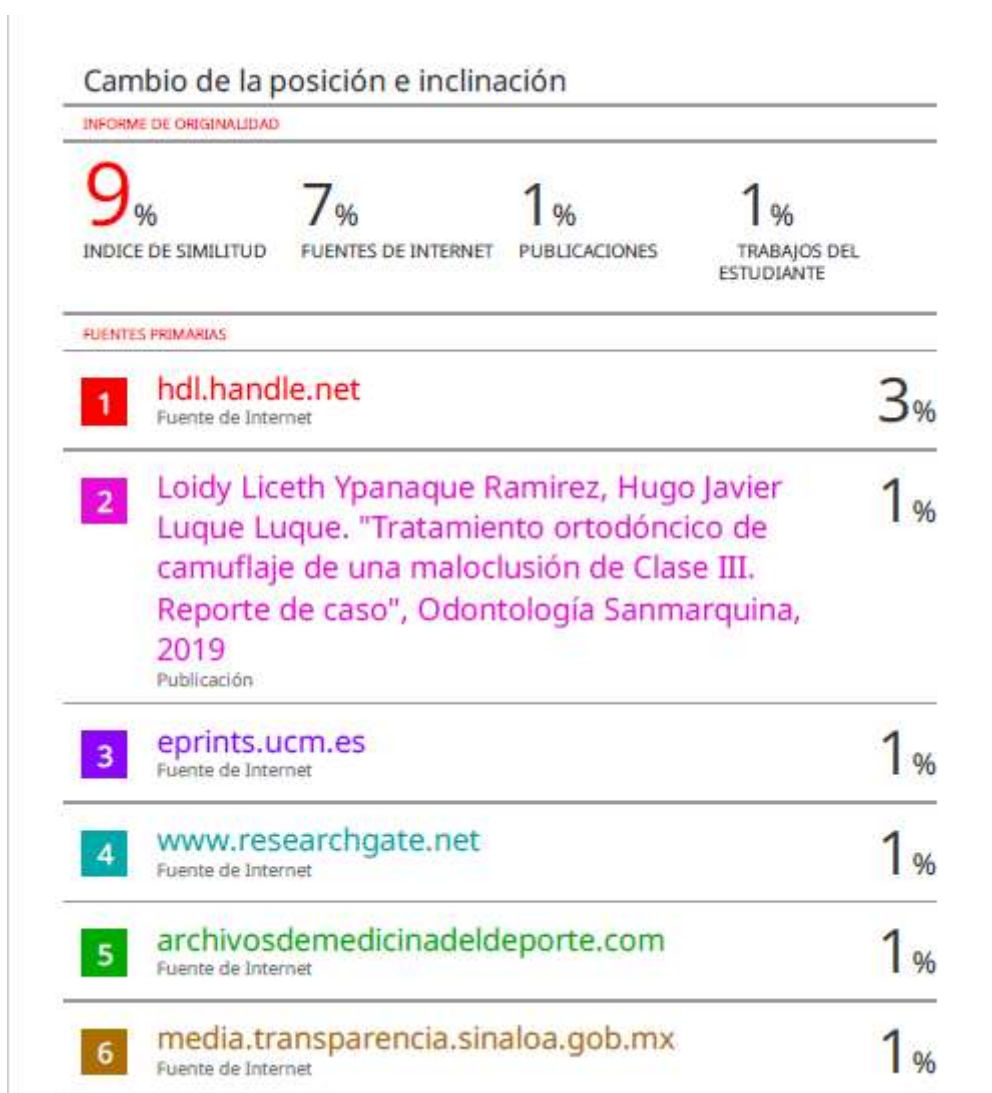 Cambio de la posición e inclinación
INFORME DE ORIGINALIDAD
9%
7%
1%
1%
INDICE DE SIMILITUD
FUENTES DE INTERNET
PUBLICACIONES
TRABAJOS DEL
ESTUDIANTE
FUENTES PRIMARIAS
1
hdl.handle.net
Fuente de Internet
3%
2
Loidy Liceth Ypanaque Ramirez, Hugo Javier
Luque Luque. "Tratamiento ortodóncico de
camuflaje de una maloclusión de Clase III.
Reporte de caso", Odontología Sanmarquina,
2019
Publicación
1%
3
eprints.ucm.es
Fuente de Internet
1%
4
www.researchgate.net
Fuente de Internet
1%
5
archivosdemedicinadeldeporte.com
Fuente de Internet
1%
6
media.transparencia.sinaloa.gob.mx
Fuente de Internet
1%